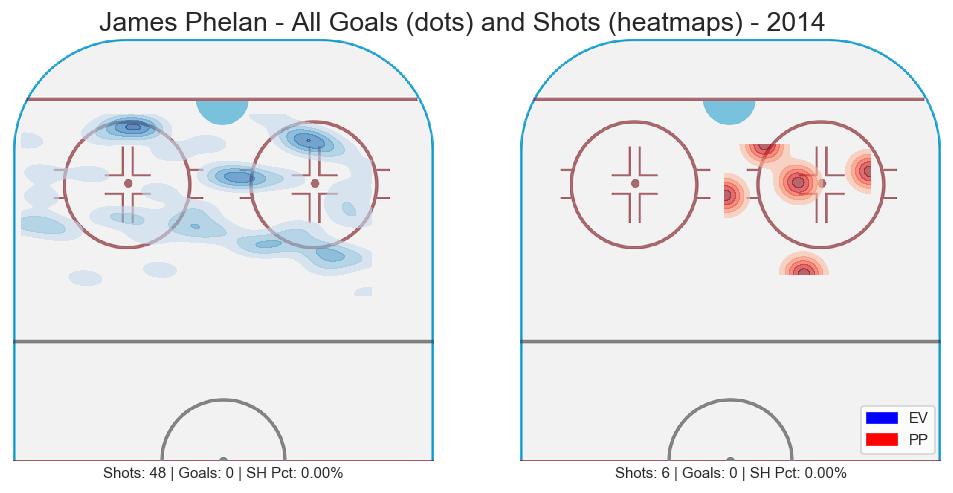 James Phelan - All Goals (dots) and Shots (heatmaps) - 2014
EV
PP
Shots: 48 | Goals: 0 | SH Pct: 0.00%
Shots: 6 | Goals: 0 | SH Pct: 0.00%